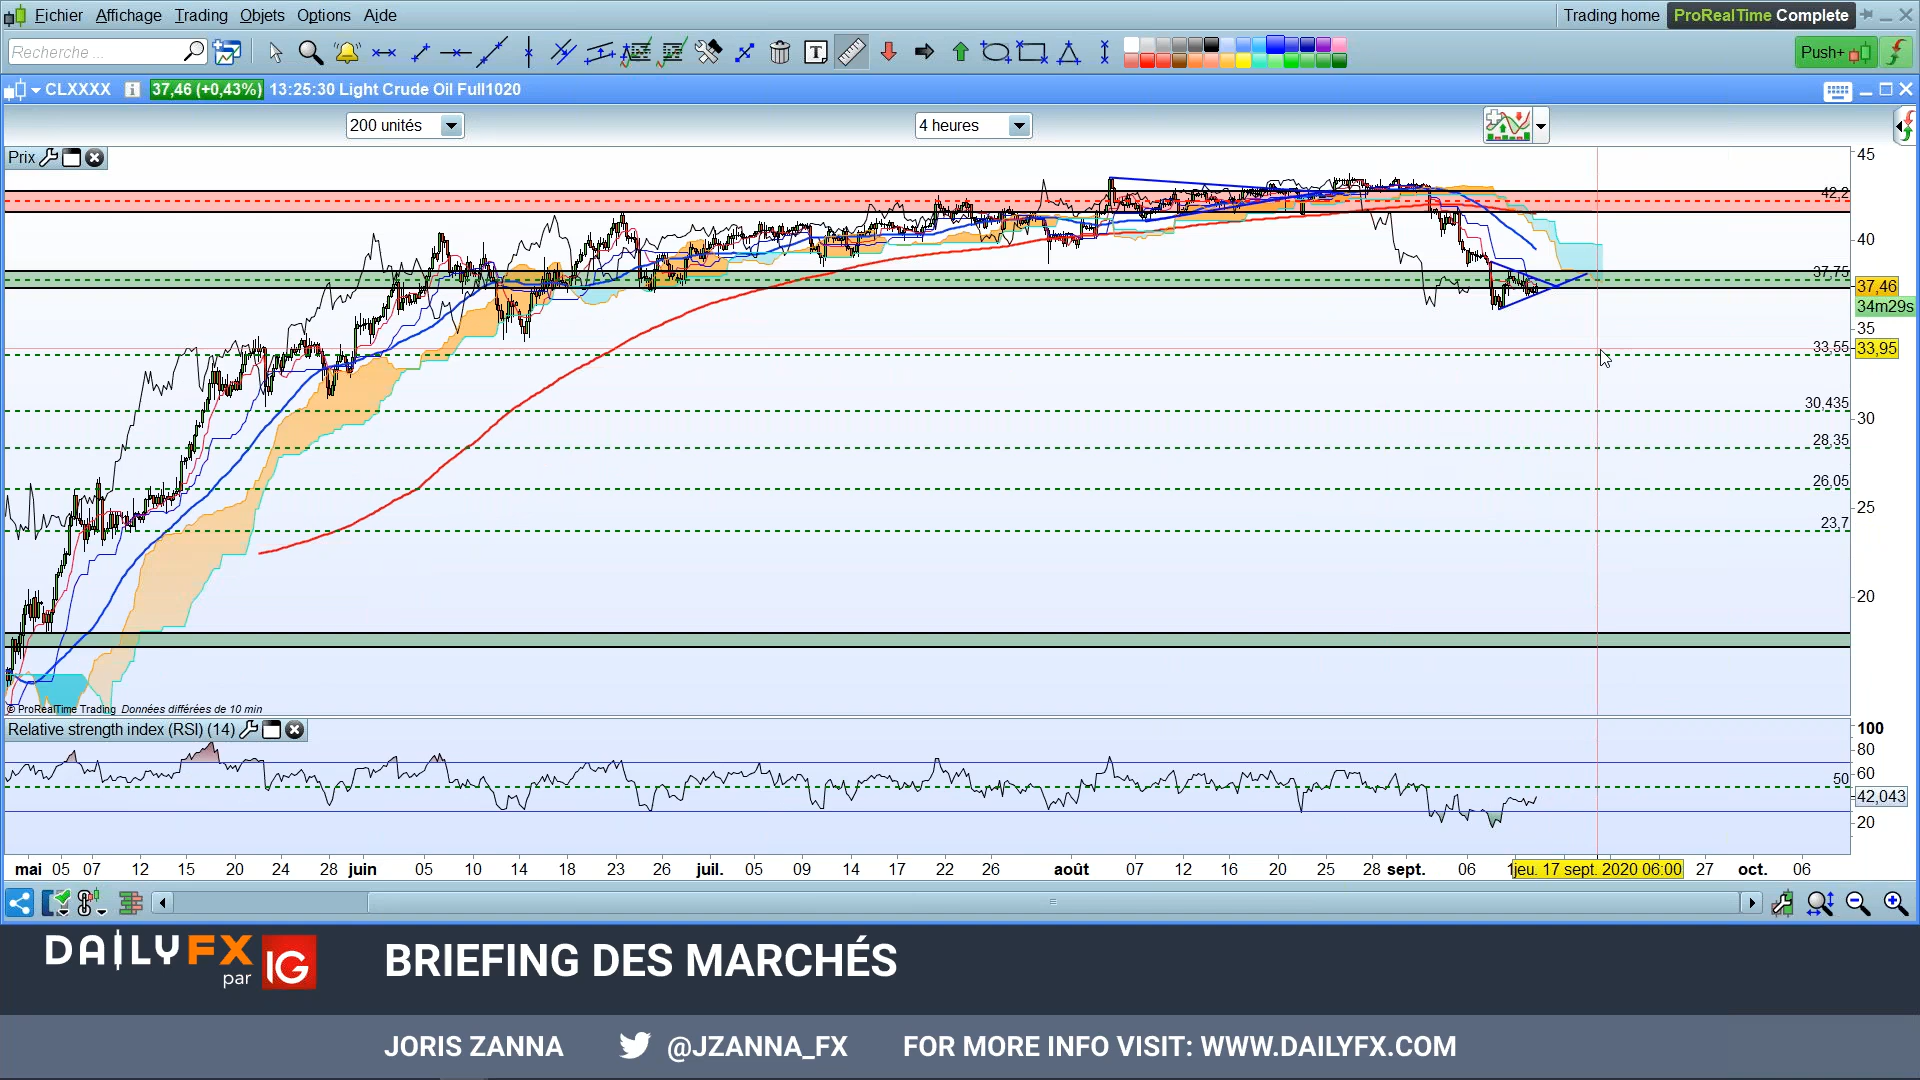 Fichier Affichage Trading Objets Options Aide
Trading home ProRealTime Complete
Recherche ...
Push+
CLXXXX 37,46 (+0,43%) 13:25:30 Light Crude Oil Full1020
200 unités
4 heures
Prix
45
42,2
40
37,75
37,46
34m29s
35
33,55
33,95
30,435
30
28,35
26,05
25
23,7
20
© ProRealTime Trading Données différées de 10 min
Relative strength index (RSI) (14)
100
80
60
50
42,043
20
mai 05 07 12 15 20 24 28 juin 05 10 14 18 23 26 juil. 05 09 14 17 22 26 août 07 12 16 20 25 28 sept. 06 jeu. 17 sept. 2020 06:00 27 oct. 06
DAILYFX
par IG
BRIEFING DES MARCHÉS
JORIS ZANNA @JZANNA_FX FOR MORE INFO VISIT: WWW.DAILYFX.COM